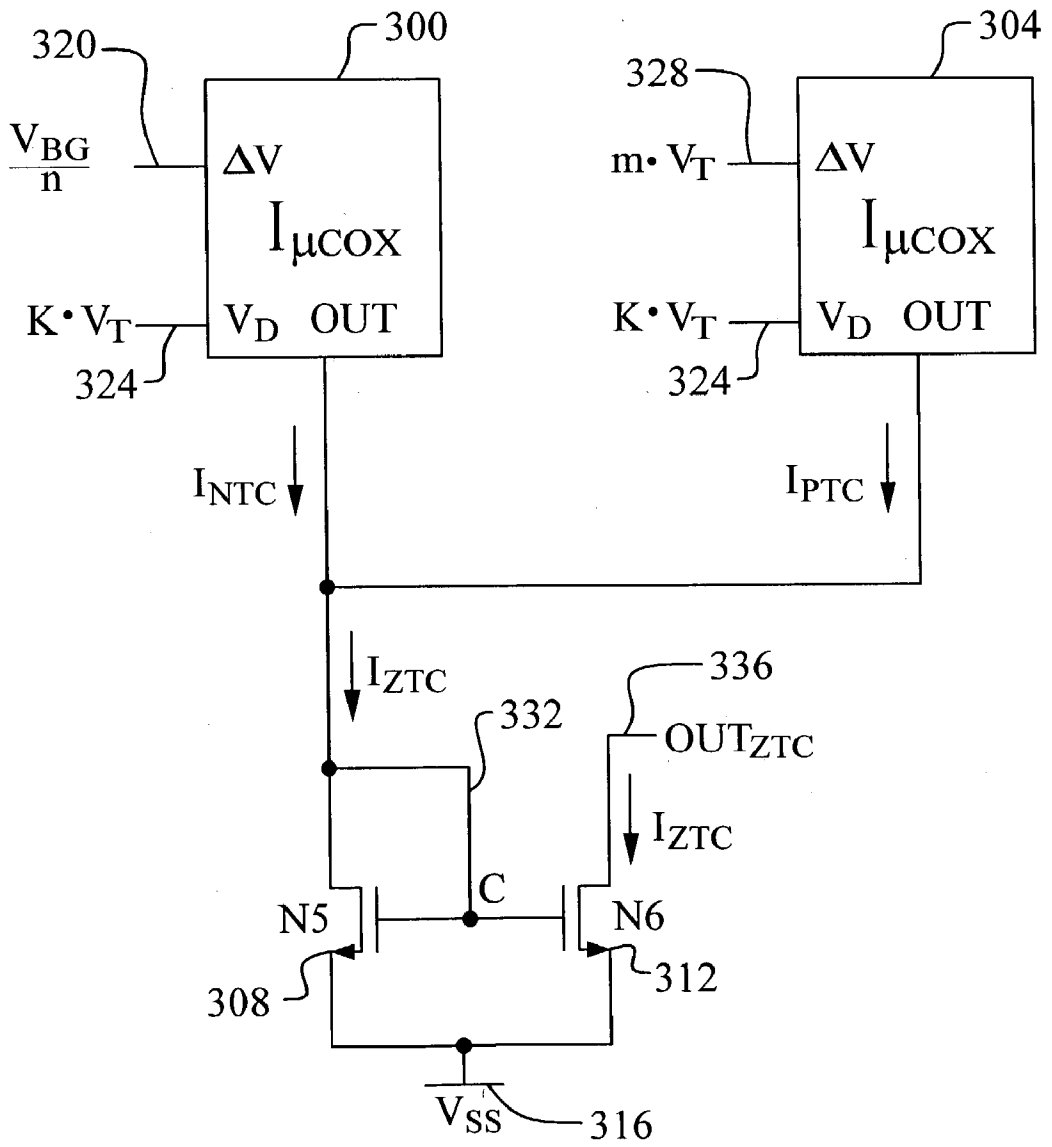 300
304
320
328
V_BG
n
ΔV
m• V_T
ΔV
I_μCOX
I_μCOX
K• V_T
V_D OUT
K• V_T
V_D OUT
324
324
I_NTC
I_PTC
I_ZTC
336
332
OUT_ZTC
I_ZTC
C
N5
N6
308
312
V_SS
316